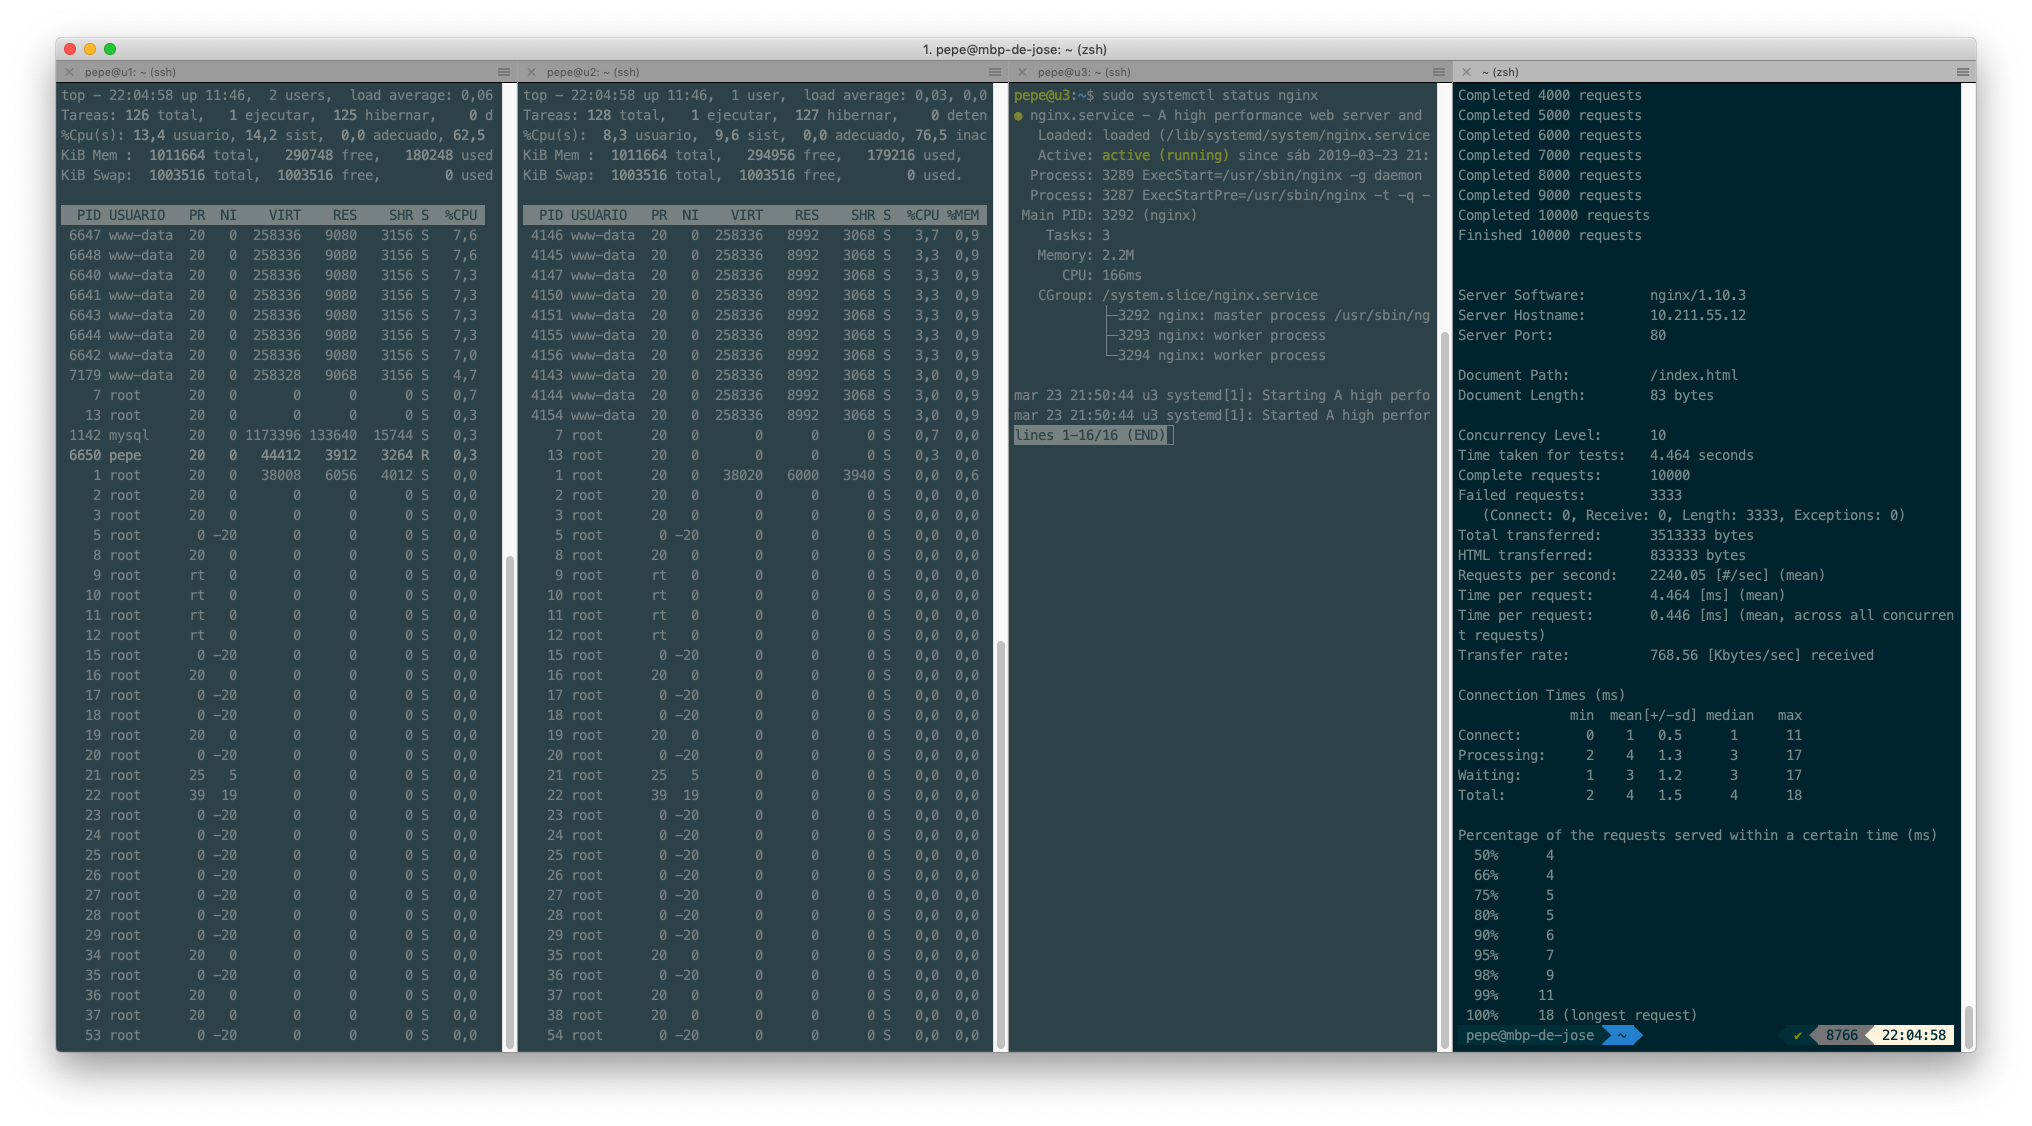 1. pepe@mbp-de-jose: ~ (zsh)
pepe@u1: ~ (ssh)
top - 22:04:58 up 11:46,  2 users,  load average: 0,06
Tareas: 126 total,   1 ejecutar, 125 hibernar,    0 d
%Cpu(s): 13,4 usuario, 14,2 sist,  0,0 adecuado, 62,5
KiB Mem :  1011664 total,   290748 free,   180248 used
KiB Swap:  1003516 total,  1003516 free,        0 used
PID USUARIO   PR  NI    VIRT    RES    SHR S  %CPU
6647 www-data  20   0  258336   9080   3156 S   7,6
6648 www-data  20   0  258336   9080   3156 S   7,6
6640 www-data  20   0  258336   9080   3156 S   7,3
6641 www-data  20   0  258336   9080   3156 S   7,3
6643 www-data  20   0  258336   9080   3156 S   7,3
6644 www-data  20   0  258336   9080   3156 S   7,3
6642 www-data  20   0  258336   9080   3156 S   7,0
7179 www-data  20   0  258328   9068   3156 S   4,7
7 root      20   0       0      0      0 S   0,7
13 root      20   0       0      0      0 S   0,3
1142 mysql     20   0 1173396 133640  15744 S   0,3
6650 pepe      20   0   44412   3912   3264 R   0,3
1 root      20   0   38008   6056   4012 S   0,0
2 root      20   0       0      0      0 S   0,0
3 root      20   0       0      0      0 S   0,0
5 root       0 -20       0      0      0 S   0,0
8 root      20   0       0      0      0 S   0,0
9 root      rt   0       0      0      0 S   0,0
10 root      rt   0       0      0      0 S   0,0
11 root      rt   0       0      0      0 S   0,0
12 root      rt   0       0      0      0 S   0,0
15 root       0 -20       0      0      0 S   0,0
16 root      20   0       0      0      0 S   0,0
17 root       0 -20       0      0      0 S   0,0
18 root       0 -20       0      0      0 S   0,0
19 root      20   0       0      0      0 S   0,0
20 root       0 -20       0      0      0 S   0,0
21 root      25   5       0      0      0 S   0,0
22 root      39  19       0      0      0 S   0,0
23 root       0 -20       0      0      0 S   0,0
24 root       0 -20       0      0      0 S   0,0
25 root       0 -20       0      0      0 S   0,0
26 root       0 -20       0      0      0 S   0,0
27 root       0 -20       0      0      0 S   0,0
28 root       0 -20       0      0      0 S   0,0
29 root       0 -20       0      0      0 S   0,0
34 root      20   0       0      0      0 S   0,0
35 root       0 -20       0      0      0 S   0,0
36 root      20   0       0      0      0 S   0,0
37 root      20   0       0      0      0 S   0,0
53 root       0 -20       0      0      0 S   0,0
pepe@u2: ~ (ssh)
top - 22:04:58 up 11:46,  1 user,  load average: 0,03, 0,0
Tareas: 128 total,   1 ejecutar, 127 hibernar,    0 deten
%Cpu(s):  8,3 usuario,  9,6 sist,  0,0 adecuado, 76,5 inac
KiB Mem :  1011664 total,   294956 free,   179216 used,
KiB Swap:  1003516 total,  1003516 free,        0 used.
PID USUARIO   PR  NI    VIRT    RES    SHR S  %CPU %MEM
4146 www-data  20   0  258336   8992   3068 S   3,7  0,9
4145 www-data  20   0  258336   8992   3068 S   3,3  0,9
4147 www-data  20   0  258336   8992   3068 S   3,3  0,9
4150 www-data  20   0  258336   8992   3068 S   3,3  0,9
4151 www-data  20   0  258336   8992   3068 S   3,3  0,9
4155 www-data  20   0  258336   8992   3068 S   3,3  0,9
4156 www-data  20   0  258336   8992   3068 S   3,3  0,9
4143 www-data  20   0  258336   8992   3068 S   3,0  0,9
4144 www-data  20   0  258336   8992   3068 S   3,0  0,9
4154 www-data  20   0  258336   8992   3068 S   3,0  0,9
7 root      20   0       0      0      0 S   0,7  0,0
13 root      20   0       0      0      0 S   0,3  0,0
1 root      20   0   38020   6000   3940 S   0,0  0,6
2 root      20   0       0      0      0 S   0,0  0,0
3 root      20   0       0      0      0 S   0,0  0,0
5 root       0 -20       0      0      0 S   0,0  0,0
8 root      20   0       0      0      0 S   0,0  0,0
9 root      rt   0       0      0      0 S   0,0  0,0
10 root      rt   0       0      0      0 S   0,0  0,0
11 root      rt   0       0      0      0 S   0,0  0,0
12 root      rt   0       0      0      0 S   0,0  0,0
15 root       0 -20       0      0      0 S   0,0  0,0
16 root      20   0       0      0      0 S   0,0  0,0
17 root       0 -20       0      0      0 S   0,0  0,0
18 root       0 -20       0      0      0 S   0,0  0,0
19 root      20   0       0      0      0 S   0,0  0,0
20 root       0 -20       0      0      0 S   0,0  0,0
21 root      25   5       0      0      0 S   0,0  0,0
22 root      39  19       0      0      0 S   0,0  0,0
23 root       0 -20       0      0      0 S   0,0  0,0
24 root       0 -20       0      0      0 S   0,0  0,0
25 root       0 -20       0      0      0 S   0,0  0,0
26 root       0 -20       0      0      0 S   0,0  0,0
27 root       0 -20       0      0      0 S   0,0  0,0
28 root       0 -20       0      0      0 S   0,0  0,0
29 root       0 -20       0      0      0 S   0,0  0,0
35 root      20   0       0      0      0 S   0,0  0,0
36 root       0 -20       0      0      0 S   0,0  0,0
37 root      20   0       0      0      0 S   0,0  0,0
38 root      20   0       0      0      0 S   0,0  0,0
54 root       0 -20       0      0      0 S   0,0  0,0
pepe@u3: ~ (ssh)
pepe@u3:~$ sudo systemctl status nginx
● nginx.service - A high performance web server and
Loaded: loaded (/lib/systemd/system/nginx.service
Active: active (running) since sáb 2019-03-23 21:
Process: 3289 ExecStart=/usr/sbin/nginx -g daemon
Process: 3287 ExecStartPre=/usr/sbin/nginx -t -q -
Main PID: 3292 (nginx)
Tasks: 3
Memory: 2.2M
CPU: 166ms
CGroup: /system.slice/nginx.service
├─3292 nginx: master process /usr/sbin/ng
├─3293 nginx: worker process
└─3294 nginx: worker process
mar 23 21:50:44 u3 systemd[1]: Starting A high perfo
mar 23 21:50:44 u3 systemd[1]: Started A high perfor
lines 1-16/16 (END)
~ (zsh)
Completed 4000 requests
Completed 5000 requests
Completed 6000 requests
Completed 7000 requests
Completed 8000 requests
Completed 9000 requests
Completed 10000 requests
Finished 10000 requests
Server Software:        nginx/1.10.3
Server Hostname:        10.211.55.12
Server Port:            80
Document Path:          /index.html
Document Length:        83 bytes
Concurrency Level:      10
Time taken for tests:   4.464 seconds
Complete requests:      10000
Failed requests:        3333
(Connect: 0, Receive: 0, Length: 3333, Exceptions: 0)
Total transferred:      3513333 bytes
HTML transferred:       833333 bytes
Requests per second:    2240.05 [#/sec] (mean)
Time per request:       4.464 [ms] (mean)
Time per request:       0.446 [ms] (mean, across all concurren
t requests)
Transfer rate:          768.56 [Kbytes/sec] received
Connection Times (ms)
min  mean[+/-sd] median   max
Connect:        0    1   0.5      1      11
Processing:     2    4   1.3      3      17
Waiting:        1    3   1.2      3      17
Total:          2    4   1.5      4      18
Percentage of the requests served within a certain time (ms)
50%      4
66%      4
75%      5
80%      5
90%      6
95%      7
98%      9
99%     11
100%     18 (longest request)
pepe@mbp-de-jose ~ ✔ 8766 22:04:58